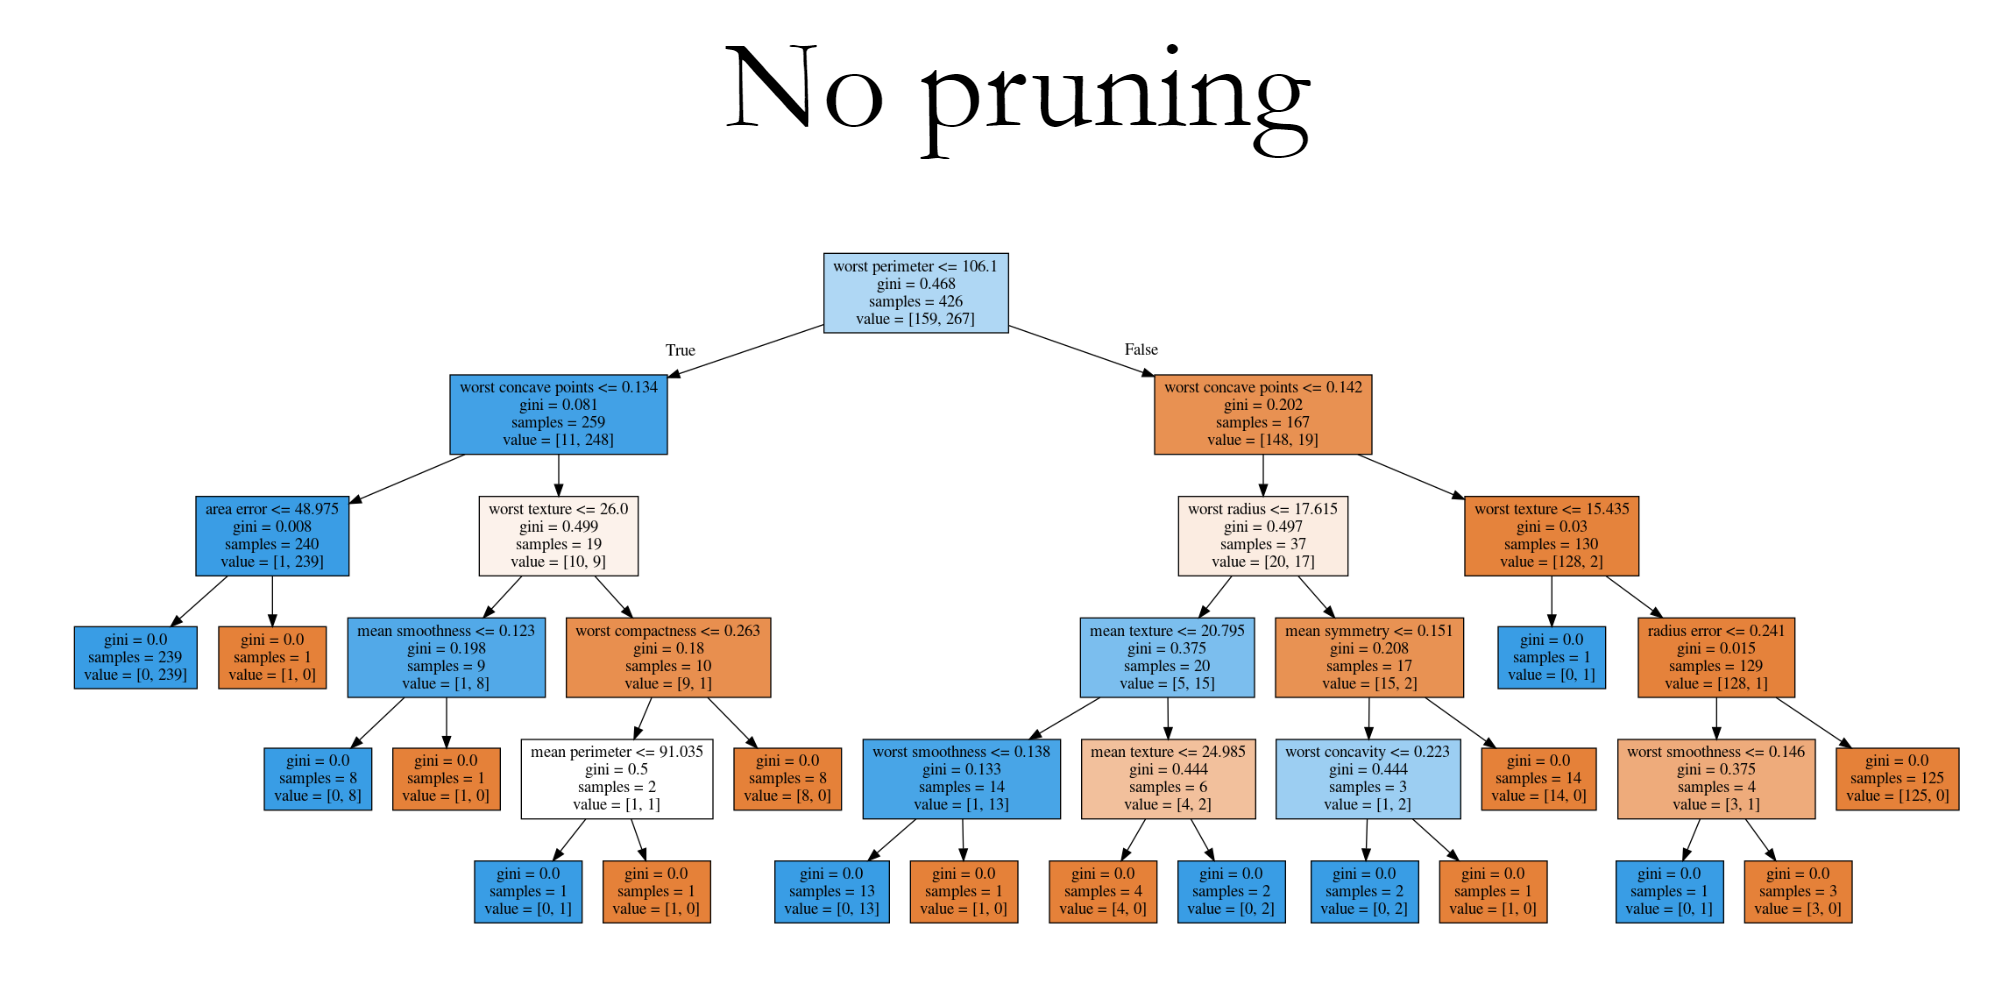 No pruning
worst perimeter <= 106.1
gini = 0.468
samples = 426
value = [159, 267]
True
False
worst concave points <= 0.134
gini = 0.081
samples = 259
value = [11, 248]
worst concave points <= 0.142
gini = 0.202
samples = 167
value = [148, 19]
area error <= 48.975
gini = 0.008
samples = 240
value = [1, 239]
worst texture <= 26.0
gini = 0.499
samples = 19
value = [10, 9]
worst radius <= 17.615
gini = 0.497
samples = 37
value = [20, 17]
worst texture <= 15.435
gini = 0.03
samples = 130
value = [128, 2]
gini = 0.0
samples = 239
value = [0, 239]
gini = 0.0
samples = 1
value = [1, 0]
mean smoothness <= 0.123
gini = 0.198
samples = 9
value = [1, 8]
worst compactness <= 0.263
gini = 0.18
samples = 10
value = [9, 1]
mean texture <= 20.795
gini = 0.375
samples = 20
value = [5, 15]
mean symmetry <= 0.151
gini = 0.208
samples = 17
value = [15, 2]
gini = 0.0
samples = 1
value = [0, 1]
radius error <= 0.241
gini = 0.015
samples = 129
value = [128, 1]
gini = 0.0
samples = 8
value = [0, 8]
gini = 0.0
samples = 1
value = [1, 0]
mean perimeter <= 91.035
gini = 0.5
samples = 2
value = [1, 1]
gini = 0.0
samples = 8
value = [8, 0]
worst smoothness <= 0.138
gini = 0.133
samples = 14
value = [1, 13]
mean texture <= 24.985
gini = 0.444
samples = 6
value = [4, 2]
worst concavity <= 0.223
gini = 0.444
samples = 3
value = [1, 2]
gini = 0.0
samples = 14
value = [14, 0]
worst smoothness <= 0.146
gini = 0.375
samples = 4
value = [3, 1]
gini = 0.0
samples = 125
value = [125, 0]
gini = 0.0
samples = 1
value = [0, 1]
gini = 0.0
samples = 1
value = [1, 0]
gini = 0.0
samples = 13
value = [0, 13]
gini = 0.0
samples = 1
value = [1, 0]
gini = 0.0
samples = 4
value = [4, 0]
gini = 0.0
samples = 2
value = [0, 2]
gini = 0.0
samples = 2
value = [0, 2]
gini = 0.0
samples = 1
value = [1, 0]
gini = 0.0
samples = 1
value = [0, 1]
gini = 0.0
samples = 3
value = [3, 0]